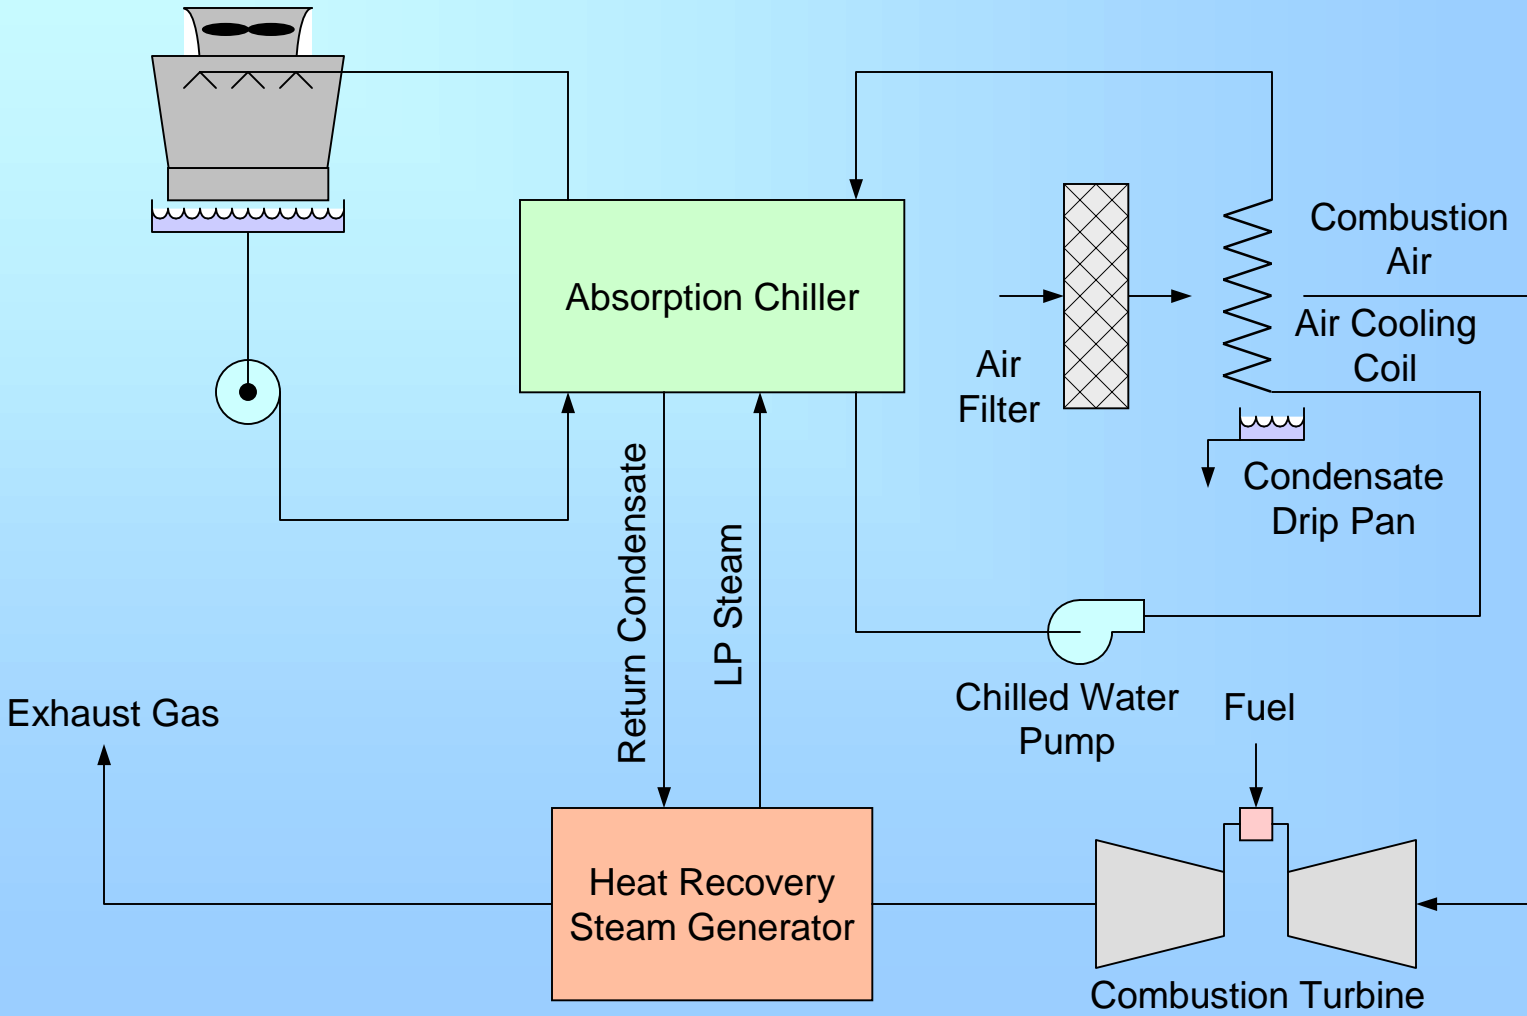 Combustion
Air
Absorption Chiller
Air Cooling
Coil
Air
Filter
Condensate
Drip Pan
Return Condensate
LP Steam
Exhaust Gas
Chilled Water
Pump
Fuel
Heat Recovery
Steam Generator
Combustion Turbine